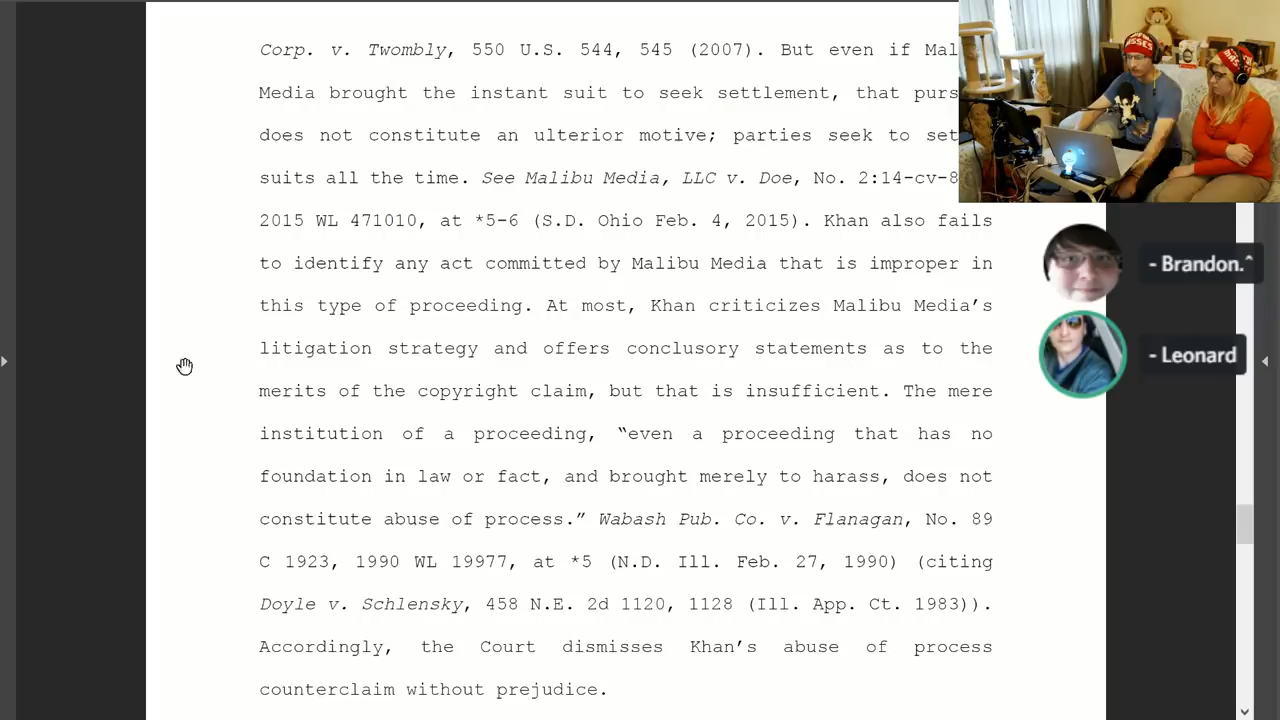 Corp. v. Twombly, 550 U.S. 544, 545 (2007). But even if
Media brought the instant suit to seek settlement, that
does not constitute an ulterior motive; parties seek to
suits all the time. See Malibu Media, LLC v. Doe, No.
2015 WL 471010, at *5-6 (S.D. Ohio Feb. 4, 2015). Khan also fails
to identify any act committed by Malibu Media that is improper in
this type of proceeding. At most, Khan criticizes Malibu Media’s
litigation strategy and offers conclusory statements as to the
merits of the copyright claim, but that is insufficient. The mere
institution of a proceeding, “even a proceeding that has no
foundation in law or fact, and brought merely to harass, does not
constitute abuse of process.” Wabash Pub. Co. v. Flanagan, No. 89
C 1923, 1990 WL 19977, at *5 (N.D. Ill. Feb. 27, 1990) (citing
Doyle v. Schlensky, 458 N.E. 2d 1120, 1128 (Ill. App. Ct. 1983)).
Accordingly, the Court dismisses Khan’s abuse of process
counterclaim without prejudice.
- Brandon.^
- Leonard